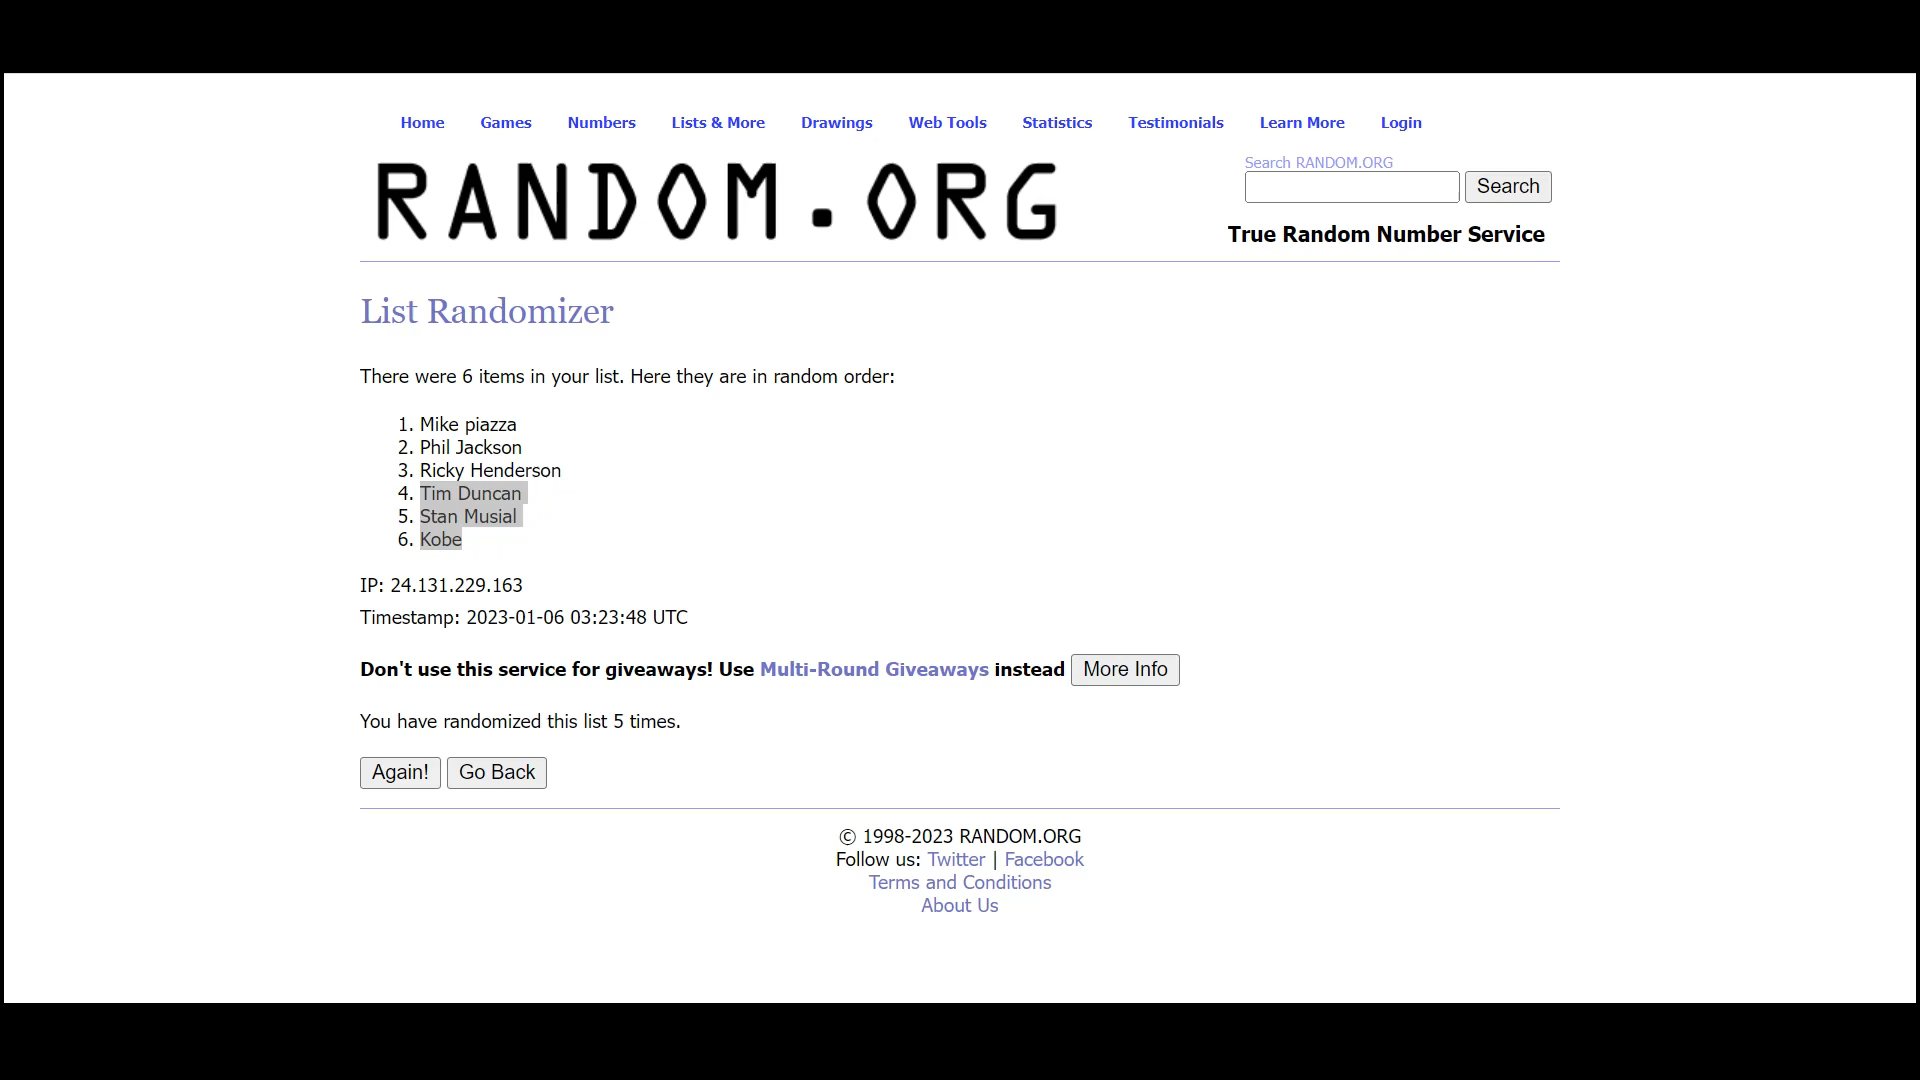 Home Games Numbers Lists & More Drawings Web Tools Statistics Testimonials Learn More Login
RANDOM.ORG
Search RANDOM.ORG
Search
True Random Number Service
List Randomizer
There were 6 items in your list. Here they are in random order:
1. Mike piazza
2. Phil Jackson
3. Ricky Henderson
4. Tim Duncan
5. Stan Musial
6. Kobe
IP: 24.131.229.163
Timestamp: 2023-01-06 03:23:48 UTC
Don't use this service for giveaways! Use Multi-Round Giveaways instead More Info
You have randomized this list 5 times.
Again! Go Back
© 1998-2023 RANDOM.ORG
Follow us: Twitter | Facebook
Terms and Conditions
About Us